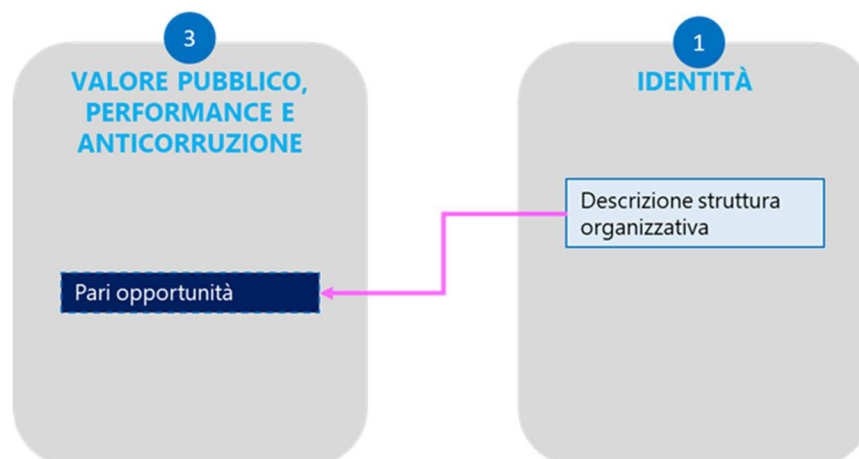 3
VALORE PUBBLICO,
PERFORMANCE E
ANTICORRUZIONE
Pari opportunità
1
IDENTITÀ
Descrizione struttura
organizzativa